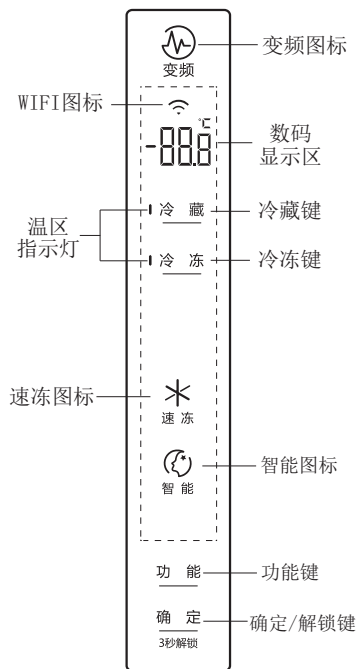 变频图标
变频
WIFI图标
℃
-88.8
数码
显示区
冷 藏
冷藏键
温区
指示灯
冷 冻
冷冻键
速冻图标
速 冻
智能图标
智 能
功 能
功能键
确 定
确定/解锁键
3秒解锁